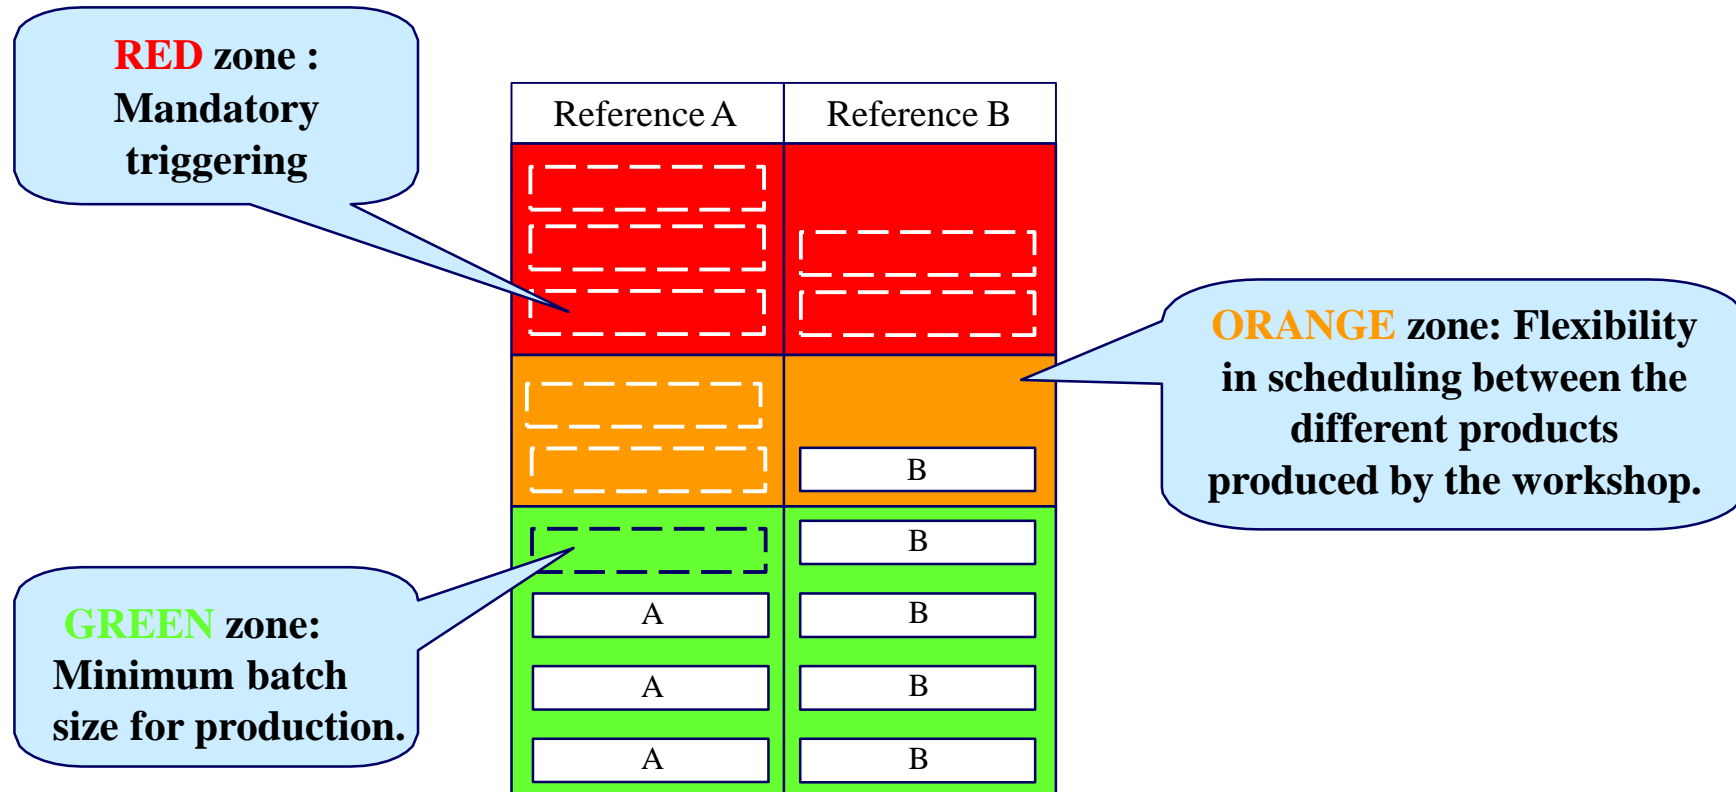 RED zone :
Mandatory
triggering
Reference A
Reference B
ORANGE zone: Flexibility
in scheduling between the
different products
produced by the workshop.
B
B
GREEN zone:
Minimum batch
size for production.
A
B
A
B
A
B